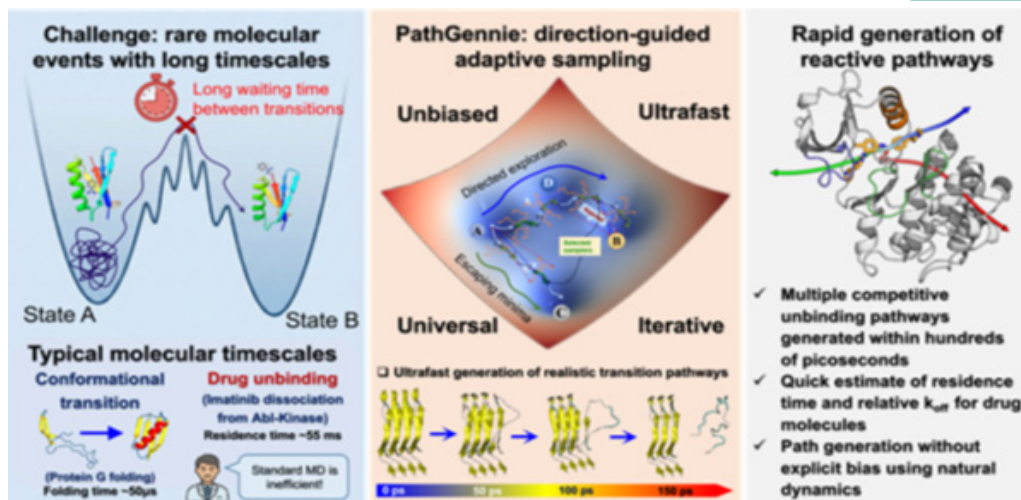 Challenge: rare molecular
events with long timescales
Long waiting time
between transitions
State A
State B
Typical molecular timescales
Conformational
transition
(Protein G folding)
Folding time ~50µs
Drug unbinding
(Imatinib dissociation
from Abl-Kinase)
Residence time ~55 ms
Standard MD is
inefficient!
PathGennie: direction-guided
adaptive sampling
Unbiased
Ultrafast
Directed exploration
D
A
B
Selected
Escaping minima
C
Universal
Iterative
❑ Ultrafast generation of realistic transition pathways
0 ps
50 ps
100 ps
150 ps
Rapid generation of
reactive pathways
✓ Multiple competitive
unbinding pathways
generated within hundreds
of picoseconds
✓ Quick estimate of residence
time and relative koff for drug
molecules
✓ Path generation without
explicit bias using natural
dynamics